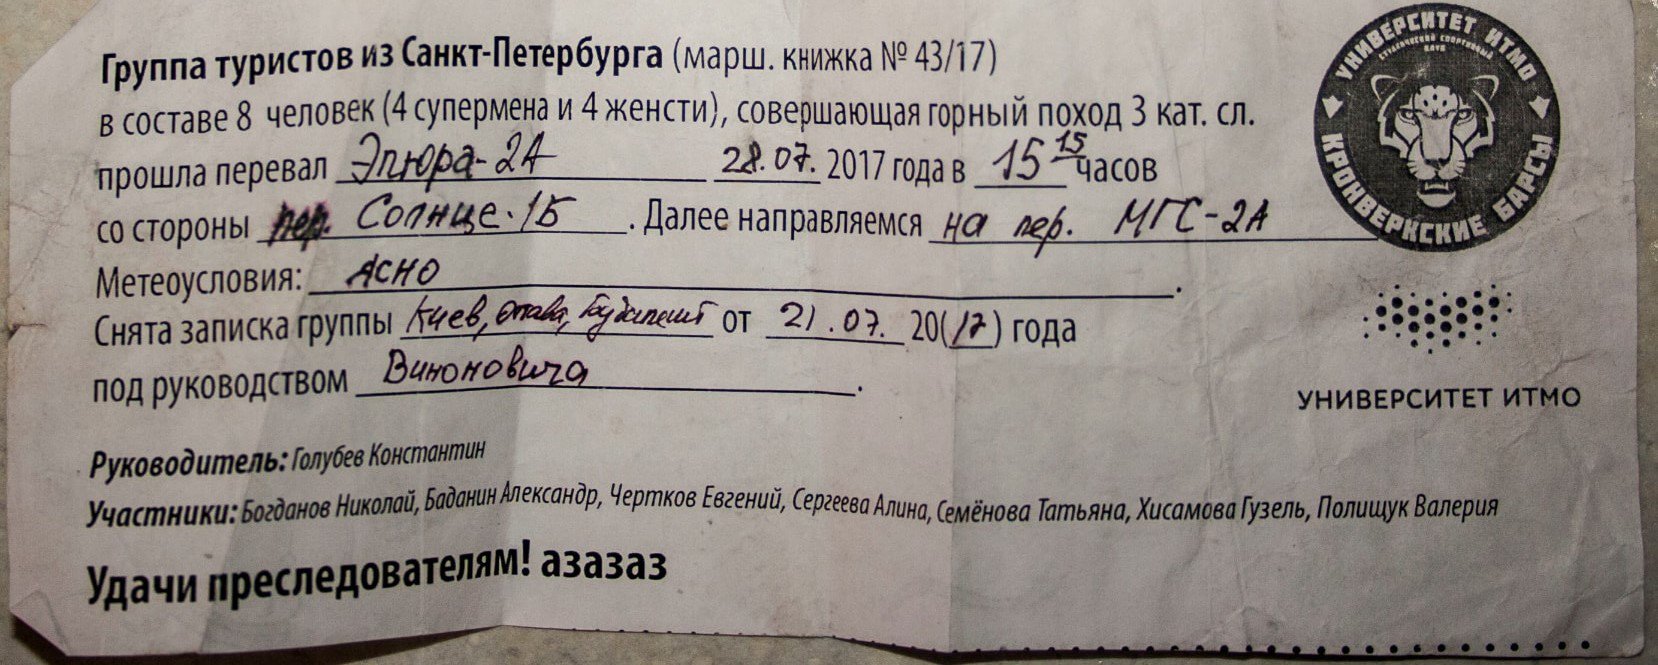 Группа туристов из Санкт-Петербурга (марш. книжка № 43/17)
в составе 8 человек (4 супермена и 4 женсти), совершающая горный поход 3 кат. сл.
прошла перевал Эпюра-2А 28.07. 2017 года в 15 15 часов
со стороны пер. Солнце.1Б. Далее направляемся на пер. МГС-2А
Метеоусловия: ясно.
Снята записка группы Киев, Будапешт от 21.07. 20(17) года
под руководством Виноновича.
Руководитель: Голубев Константин
Участники: Богданов Николай, Баданин Александр, Чертков Евгений, Сергеева Алина, Семёнова Татьяна, Хисамова Гузель, Полищук Валерия
Удачи преследователям! азазаз
УНИВЕРСИТЕТ ИТМО
СТУДЕНЧЕСКИЙ СПОРТИВНЫЙ
КЛУБ
КРОНВЕРКСКИЕ БАРСЫ
УНИВЕРСИТЕТ ИТМО